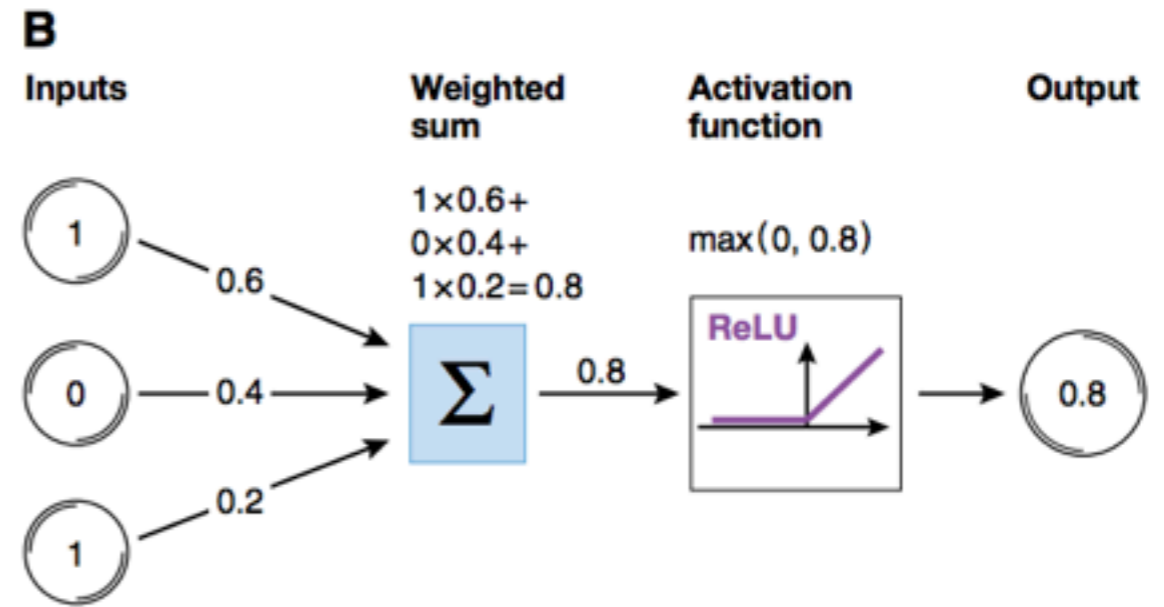 B
Inputs
Weighted
sum
Activation
function
Output
1×0.6+
0×0.4+
1×0.2=0.8
max(0, 0.8)
1
0.6
0
0.4
1
0.2
Σ
0.8
ReLU
0.8